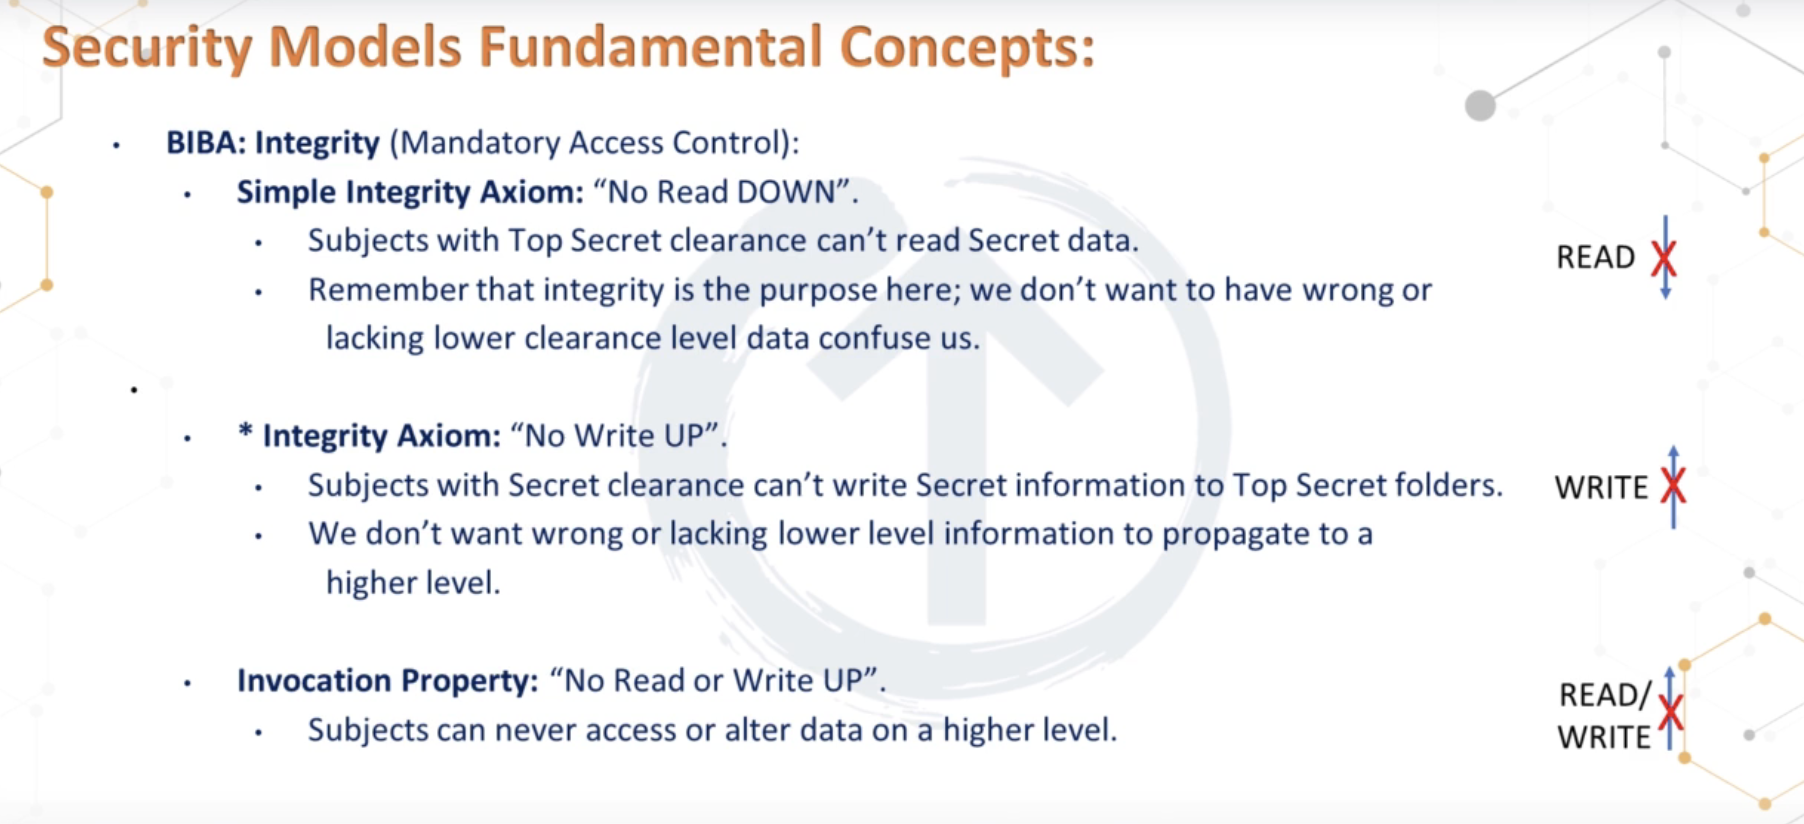 Security Models Fundamental Concepts:
• BIBA: Integrity (Mandatory Access Control):
• Simple Integrity Axiom: “No Read DOWN”.
• Subjects with Top Secret clearance can’t read Secret data.
READ X
• Remember that integrity is the purpose here; we don’t want to have wrong or
lacking lower clearance level data confuse us.
•
• * Integrity Axiom: “No Write UP”.
• Subjects with Secret clearance can’t write Secret information to Top Secret folders.
WRITE X
• We don’t want wrong or lacking lower level information to propagate to a
higher level.
• Invocation Property: “No Read or Write UP”.
• Subjects can never access or alter data on a higher level.
READ/
WRITE X